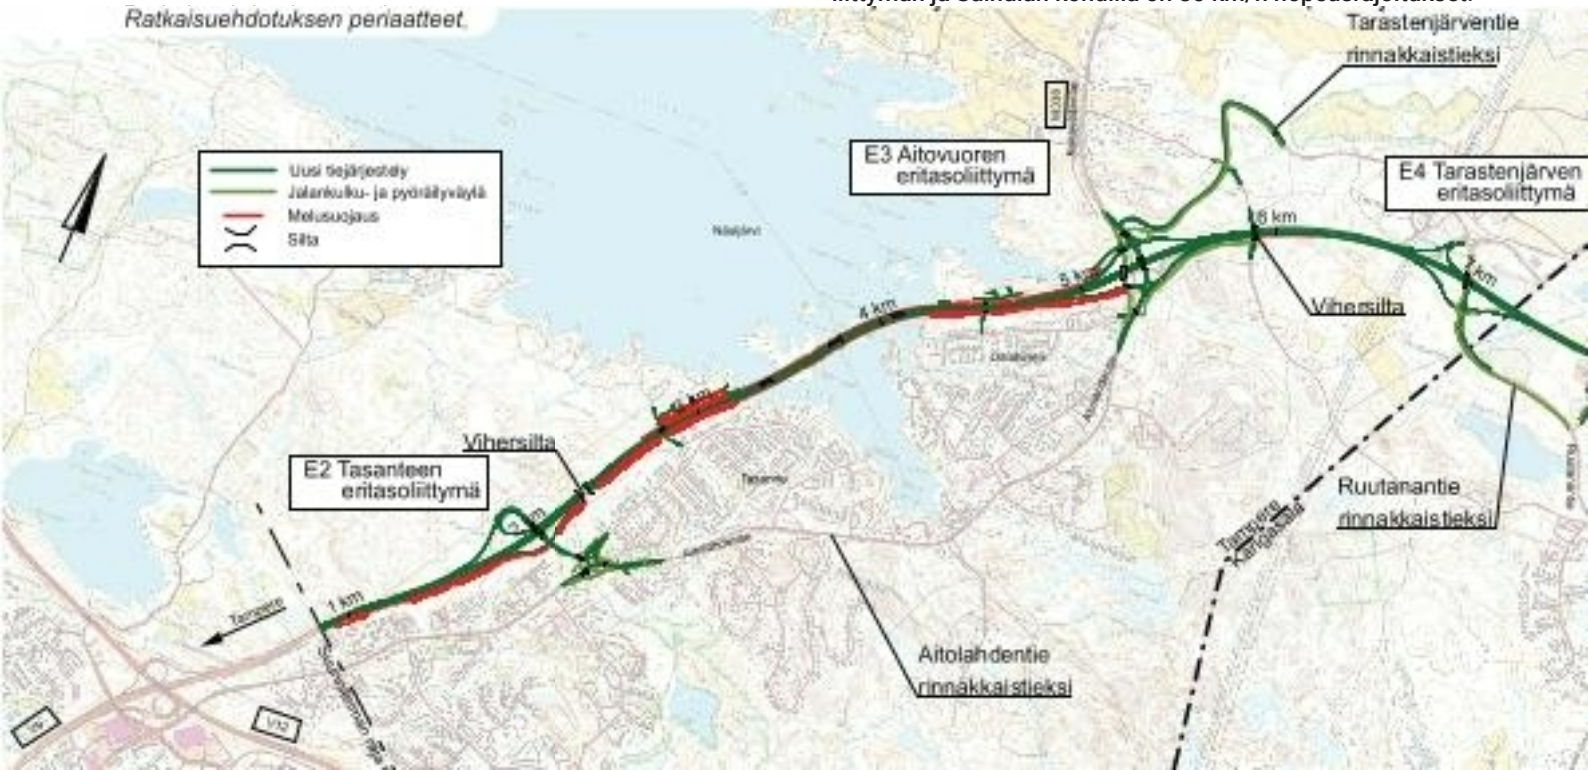 Ratkaisuehdotuksen periaatteet.
Tarastenjärventie
rinnakkaistieksi
E3 Aitovuoren
eritasoliittymä
E4 Tarastenjärven
eritasoliittymä
Uusi tiejärjestely
Jalankulku- ja pyöräilyväylä
Melusuojaus
Silta
Näsijärvi
6 km
5 km
4 km
7 km
Vihersilta
Vihersilta
E2 Tasanteen
eritasoliittymä
Ruutanantie
rinnakkaistieksi
Tampere
Kangasala
1 km
Tampere
Aitolahdentie
rinnakkaistieksi
Vt9
Vt12